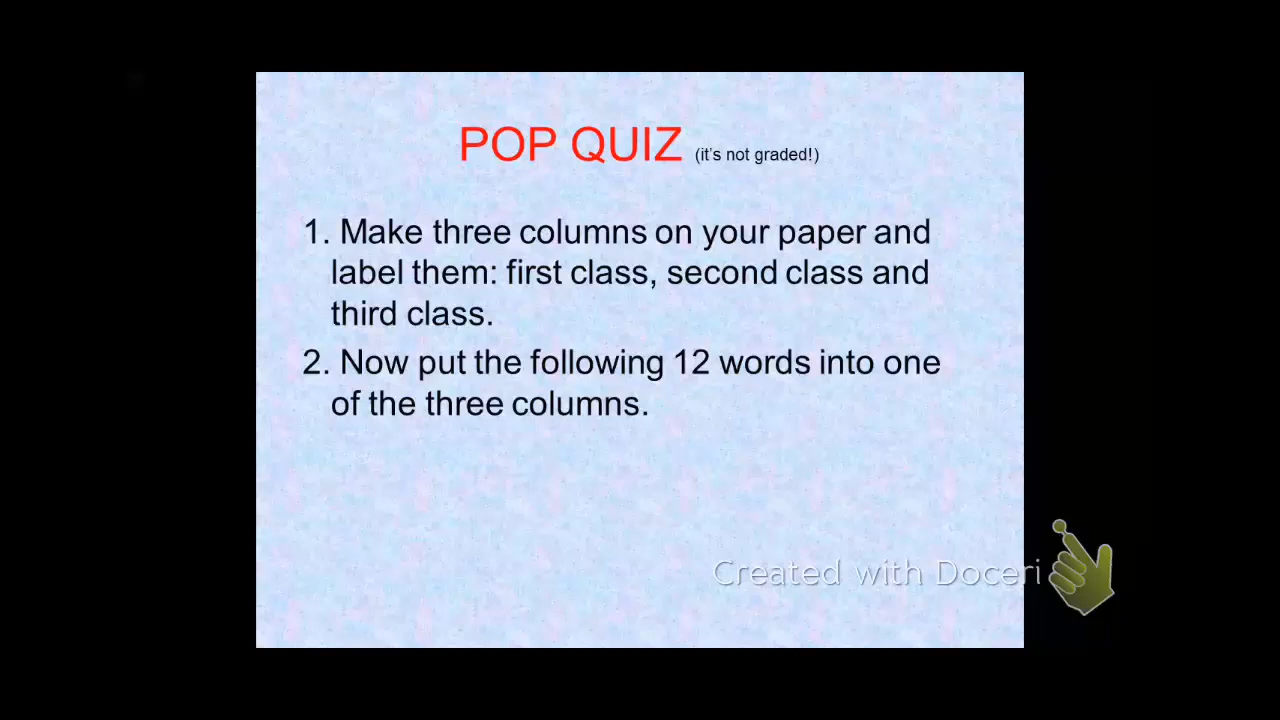 POP QUIZ (it's not graded!)
1. Make three columns on your paper and
label them: first class, second class and
third class.
2. Now put the following 12 words into one
of the three columns.
Created with Doceri